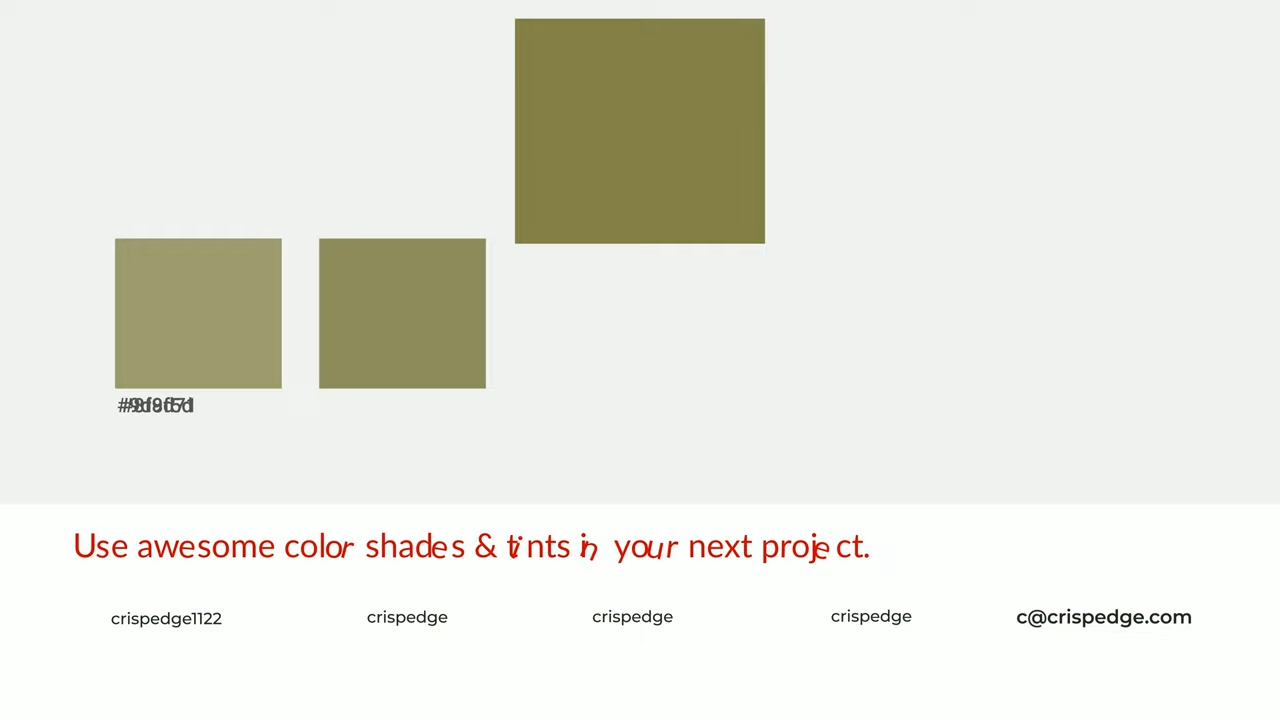 Use awesome color shades & tints in your next project.
crispedge1122 crispedge crispedge crispedge c@crispedge.com